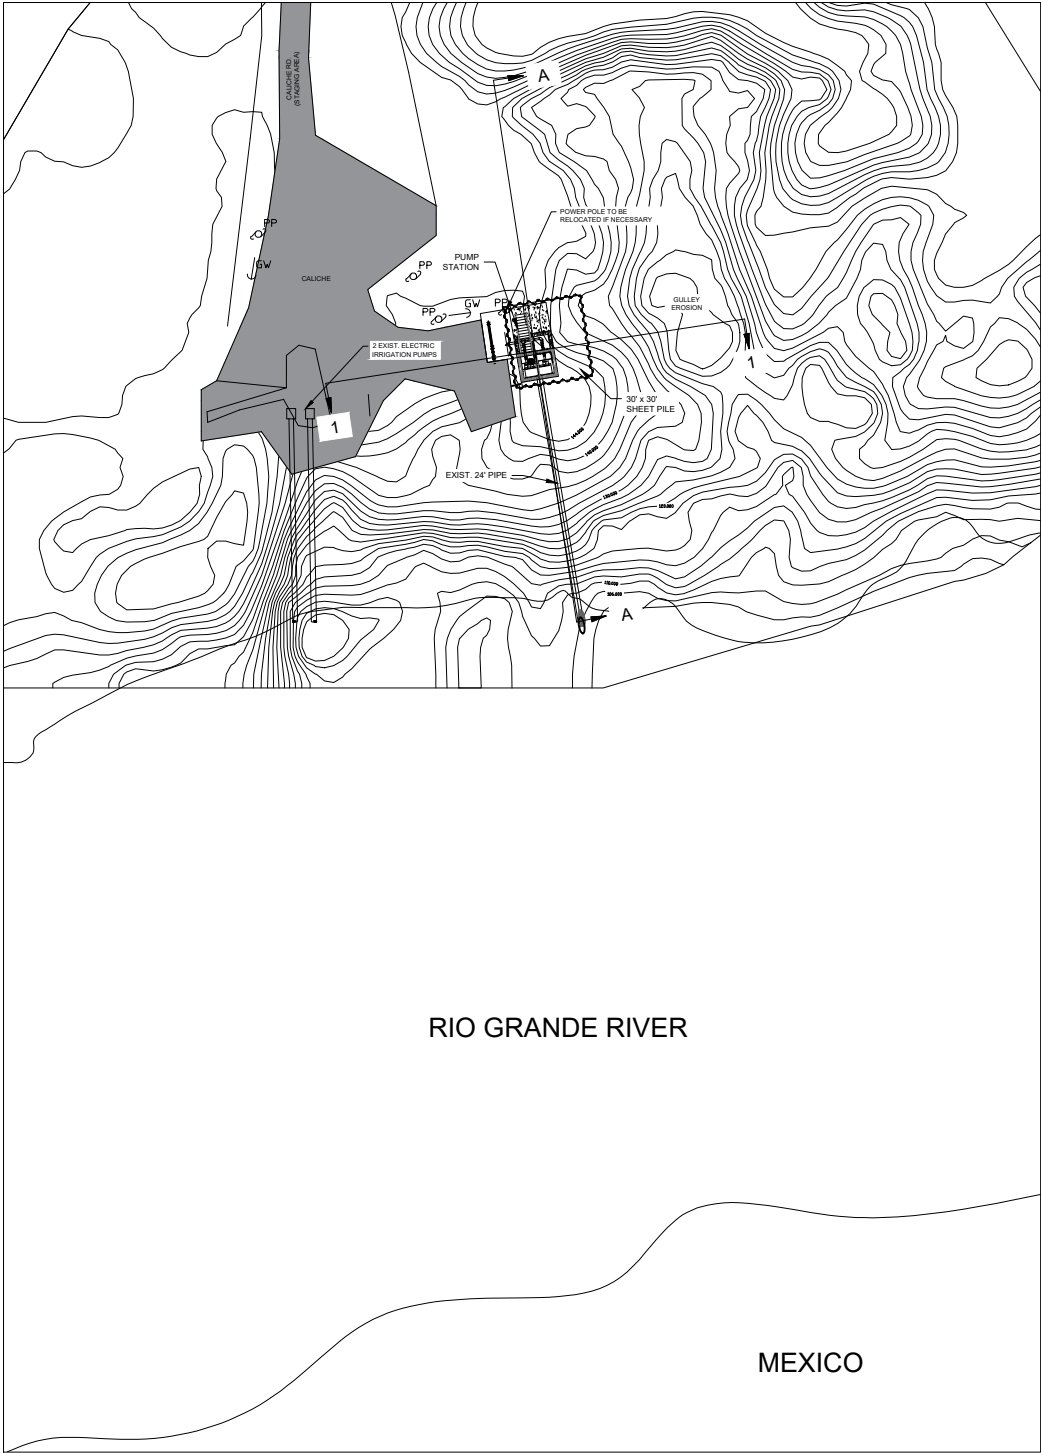 CALICHE RD.
(STAGING AREA)
A
POWER POLE TO BE
RELOCATED IF NECESSARY
PP
GW
PUMP
STATION
PP
CALICHE
GW
PP
PP
GULLEY
EROSION
2 EXIST. ELECTRIC
IRRIGATION PUMPS
1
30' x 30'
SHEET PILE
1
EXIST. 24' PIPE
A
RIO GRANDE RIVER
MEXICO